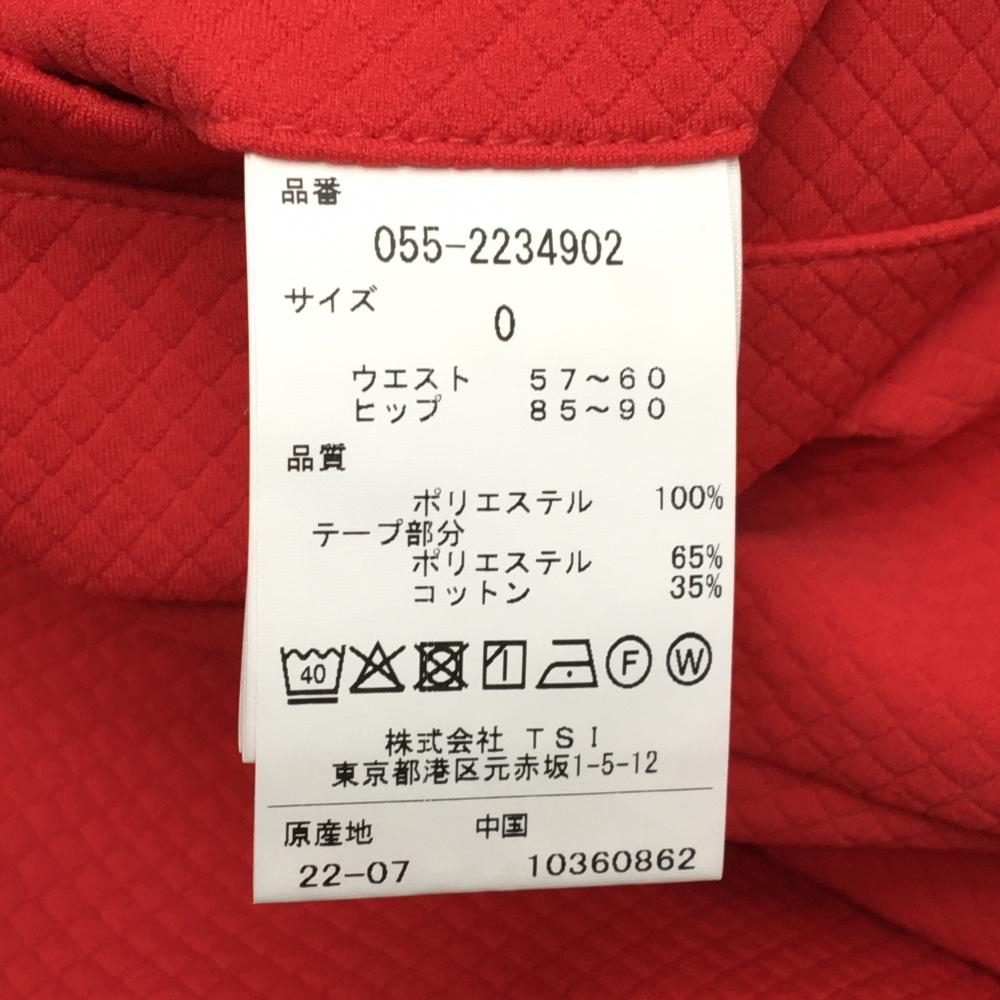 品番
055-2234902
サイズ
0
ウエスト 57～60
ヒップ 85～90
品質
ポリエステル 100%
テープ部分
ポリエステル 65%
コットン 35%
40 F W
株式会社 TSI
東京都港区元赤坂1-5-12
原産地 中国
22-07 10360862